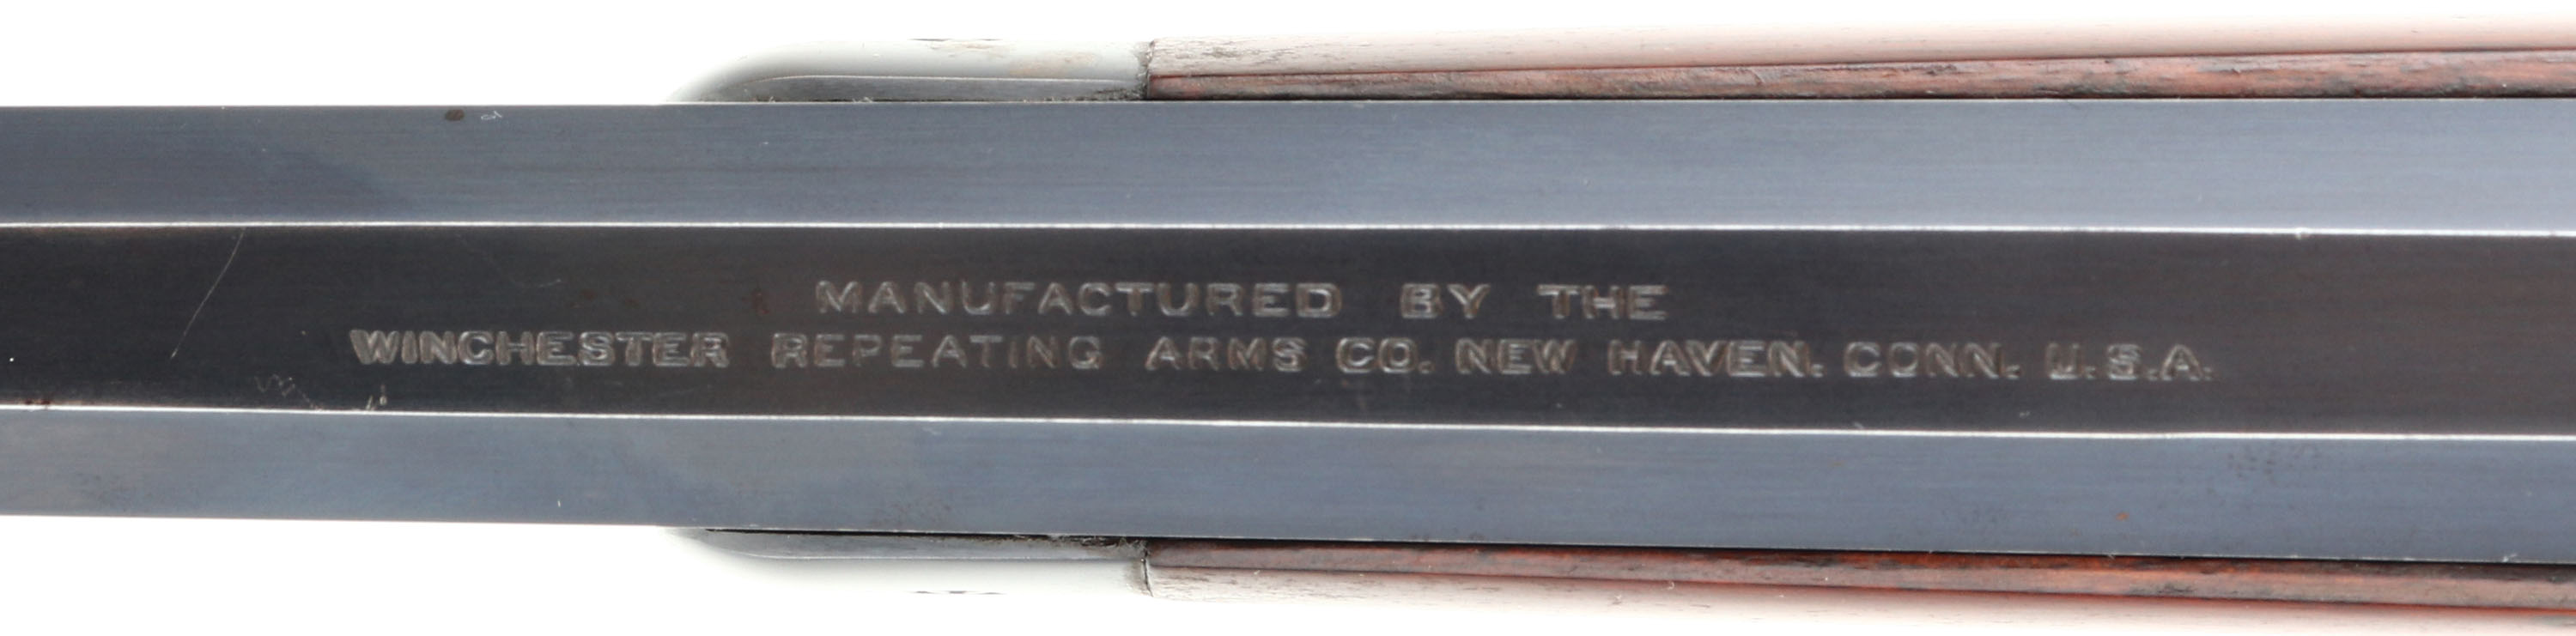 MANUFACTURED BY THE
WINCHESTER REPEATING ARMS CO. NEW HAVEN. CONN. U.S.A.